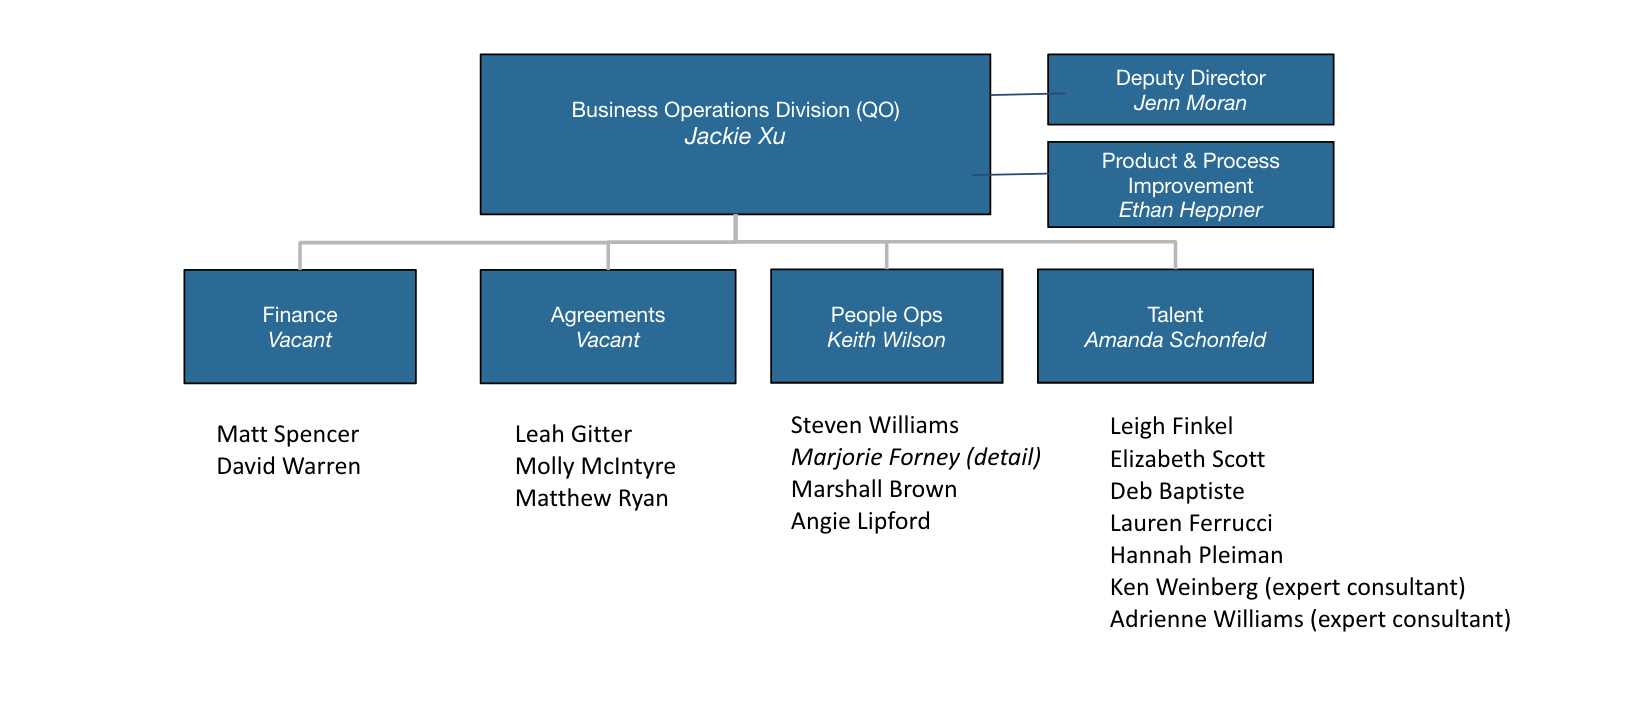 Business Operations Division (QO)
Jackie Xu
Deputy Director
Jenn Moran
Product & Process
Improvement
Ethan Heppner
Finance
Vacant
Agreements
Vacant
People Ops
Keith Wilson
Talent
Amanda Schonfeld
Matt Spencer
David Warren
Leah Gitter
Molly McIntyre
Matthew Ryan
Steven Williams
Marjorie Forney (detail)
Marshall Brown
Angie Lipford
Leigh Finkel
Elizabeth Scott
Deb Baptiste
Lauren Ferrucci
Hannah Pleiman
Ken Weinberg (expert consultant)
Adrienne Williams (expert consultant)